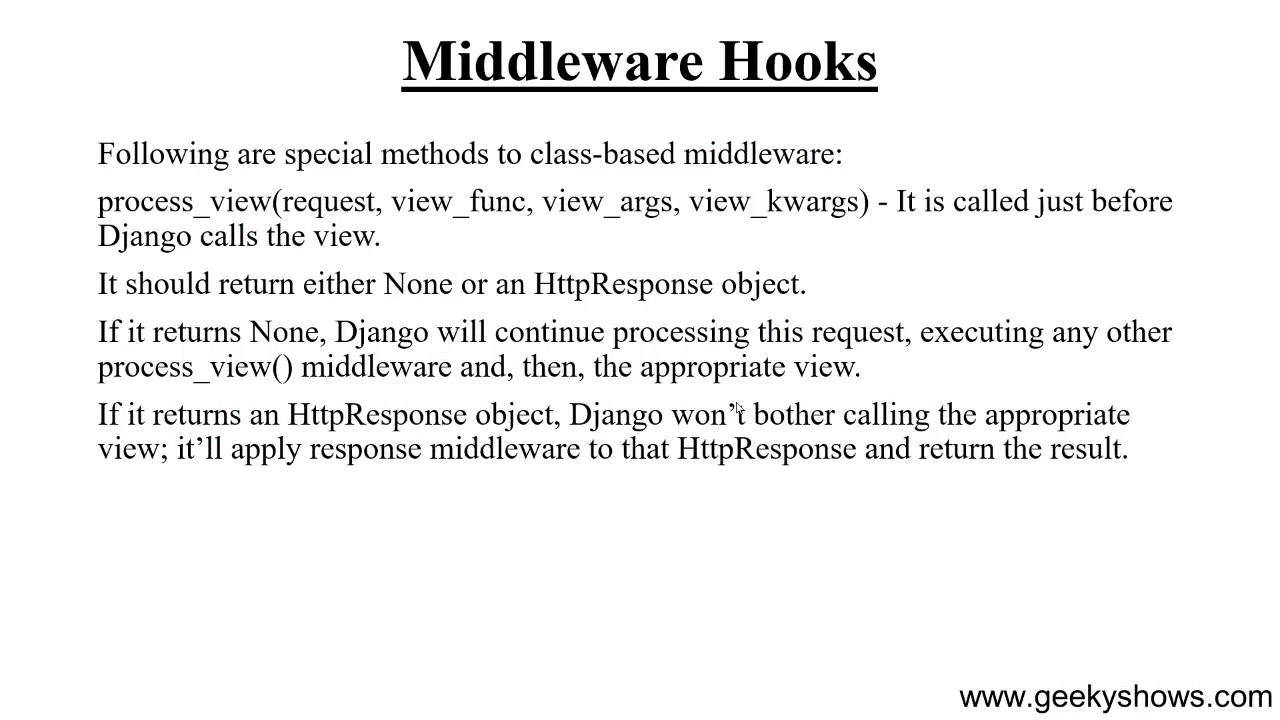 Middleware Hooks
Following are special methods to class-based middleware:
process_view(request, view_func, view_args, view_kwargs) - It is called just before
Django calls the view.
It should return either None or an HttpResponse object.
If it returns None, Django will continue processing this request, executing any other
process_view() middleware and, then, the appropriate view.
If it returns an HttpResponse object, Django won’t bother calling the appropriate
view; it’ll apply response middleware to that HttpResponse and return the result.
www.geekyshows.com